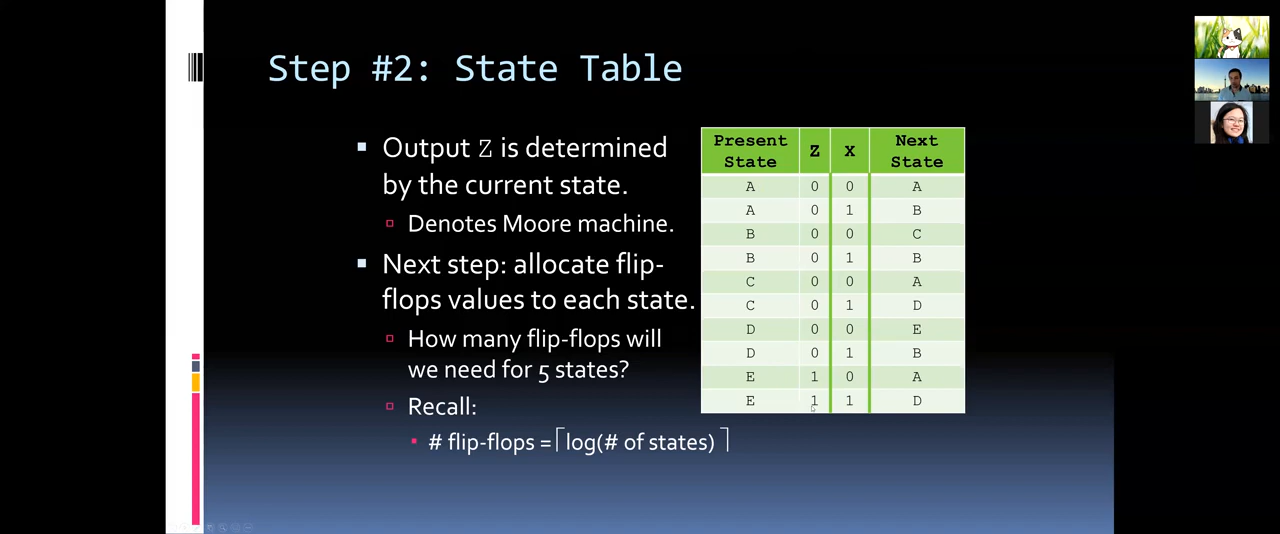 Step #2: State Table
Output Z is determined
by the current state.
Denotes Moore machine.
Next step: allocate flip-
flops values to each state.
How many flip-flops will
we need for 5 states?
Recall:
# flip-flops = ⌈log(# of states)⌉
Present State Z X Next State
A 0 0 A
A 0 1 B
B 0 0 C
B 0 1 B
C 0 0 A
C 0 1 D
D 0 0 E
D 0 1 B
E 1 0 A
E 1 1 D